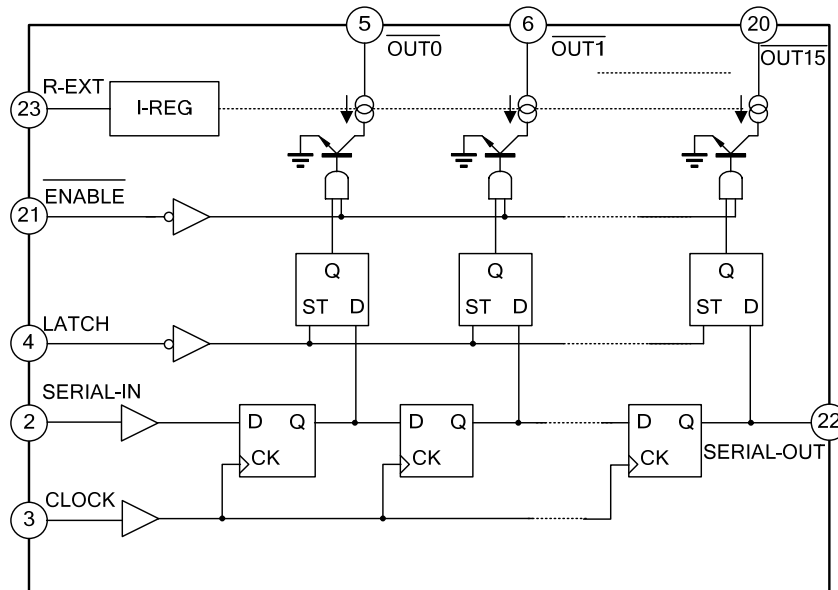 5
6
20
OUT0
OUT1
OUT15
R-EXT
23
I-REG
ENABLE
21
Q
Q
Q
ST D
ST D
ST D
LATCH
4
SERIAL-IN
2
D Q
D Q
D Q
22
CK
CK
CK
SERIAL-OUT
CLOCK
3